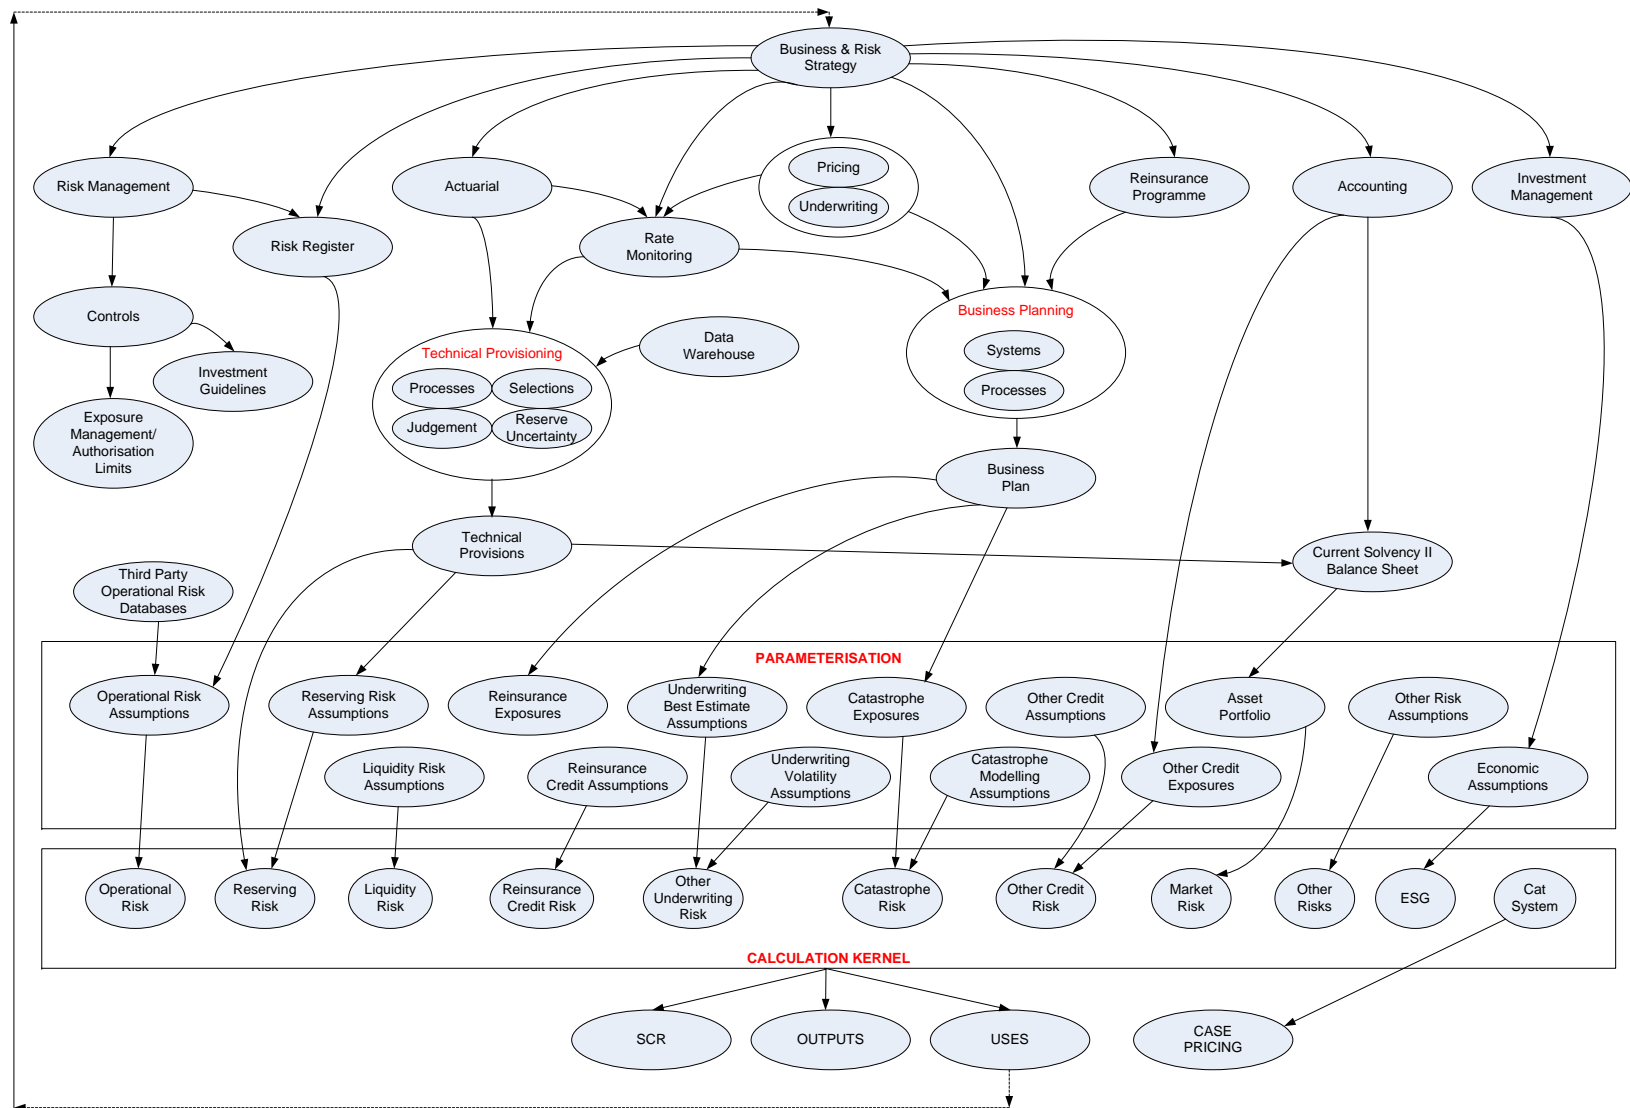 Business & Risk
Strategy
Risk Management
Actuarial
Pricing
Underwriting
Reinsurance
Programme
Accounting
Investment
Management
Risk Register
Rate
Monitoring
Controls
Business Planning
Systems
Processes
Data
Warehouse
Technical Provisioning
Processes
Selections
Judgement
Reserve
Uncertainty
Investment
Guidelines
Exposure
Management/
Authorisation
Limits
Business
Plan
Technical
Provisions
Current Solvency II
Balance Sheet
Third Party
Operational Risk
Databases
PARAMETERISATION
Operational Risk
Assumptions
Reserving Risk
Assumptions
Reinsurance
Exposures
Underwriting
Best Estimate
Assumptions
Catastrophe
Exposures
Other Credit
Assumptions
Asset
Portfolio
Other Risk
Assumptions
Liquidity Risk
Assumptions
Reinsurance
Credit Assumptions
Underwriting
Volatility
Assumptions
Catastrophe
Modelling
Assumptions
Other Credit
Exposures
Economic
Assumptions
Operational
Risk
Reserving
Risk
Liquidity
Risk
Reinsurance
Credit Risk
Other
Underwriting
Risk
Catastrophe
Risk
Other Credit
Risk
Market
Risk
Other
Risks
ESG
Cat
System
CALCULATION KERNEL
SCR
OUTPUTS
USES
CASE
PRICING